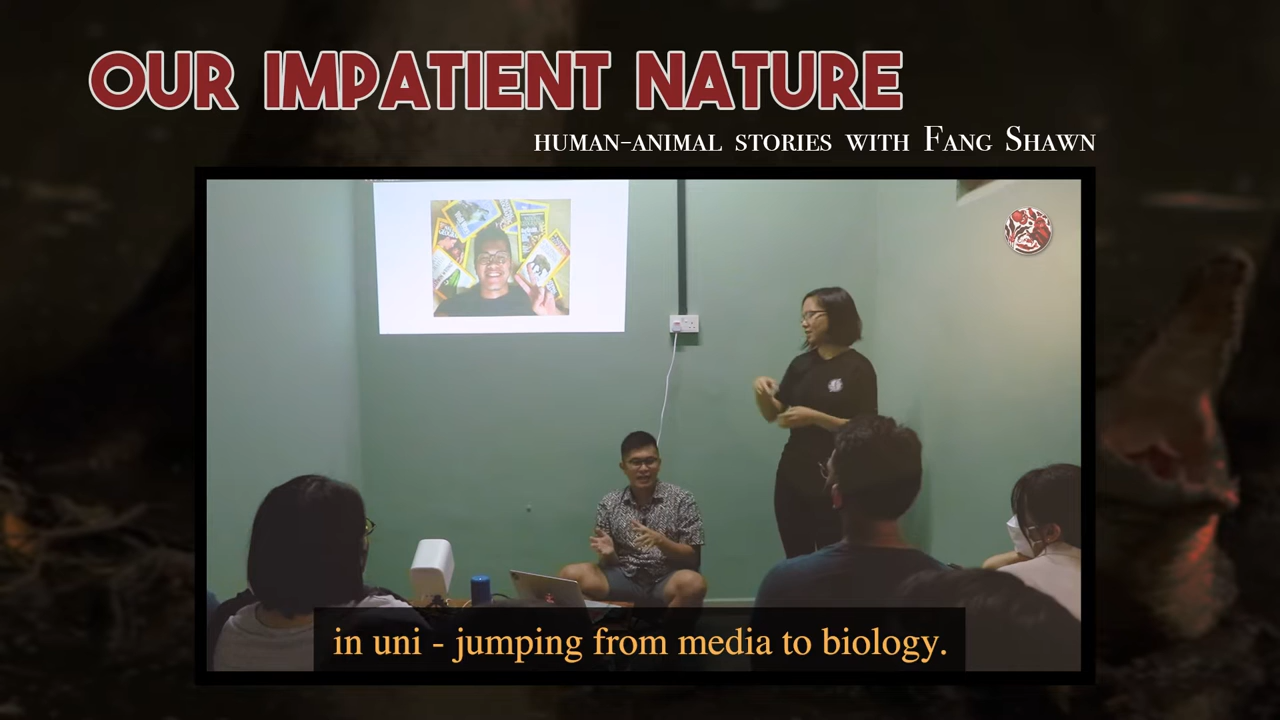 OUR IMPATIENT NATURE
HUMAN-ANIMAL STORIES WITH FANG SHAWN
in uni - jumping from media to biology.